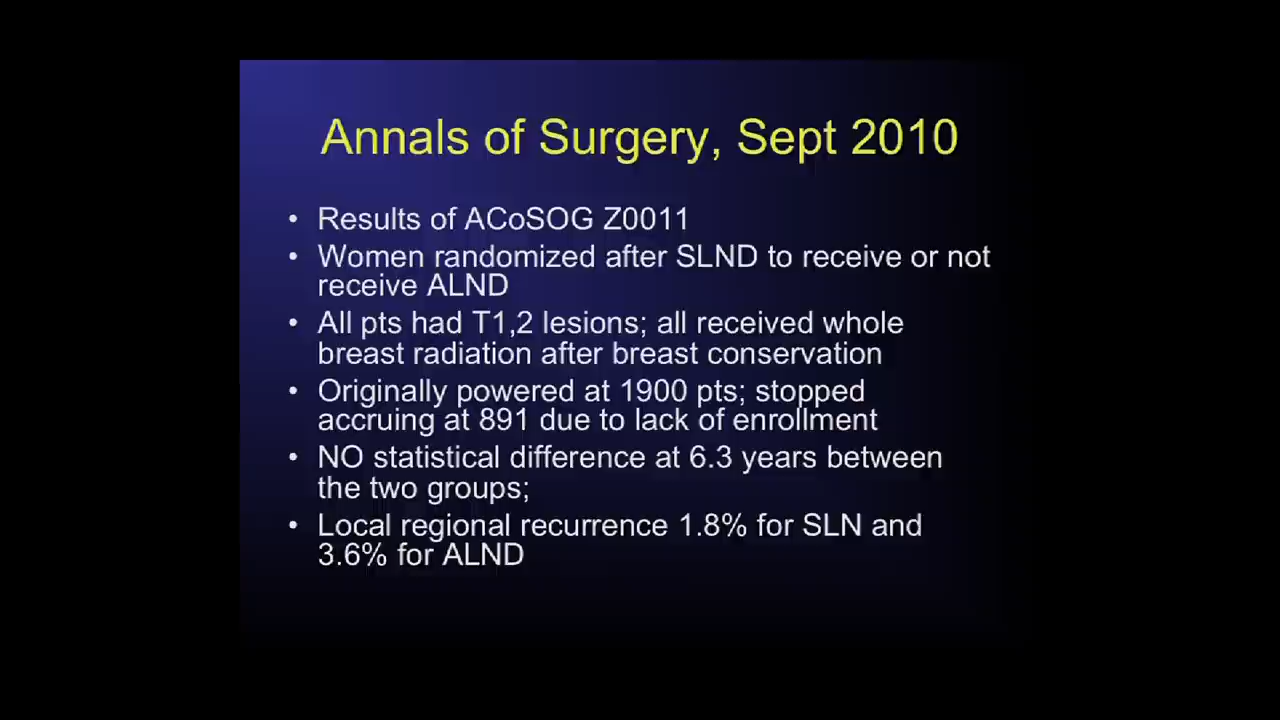 Annals of Surgery, Sept 2010
• Results of ACoSOG Z0011
• Women randomized after SLND to receive or not
receive ALND
• All pts had T1,2 lesions; all received whole
breast radiation after breast conservation
• Originally powered at 1900 pts; stopped
accruing at 891 due to lack of enrollment
• NO statistical difference at 6.3 years between
the two groups;
• Local regional recurrence 1.8% for SLN and
3.6% for ALND